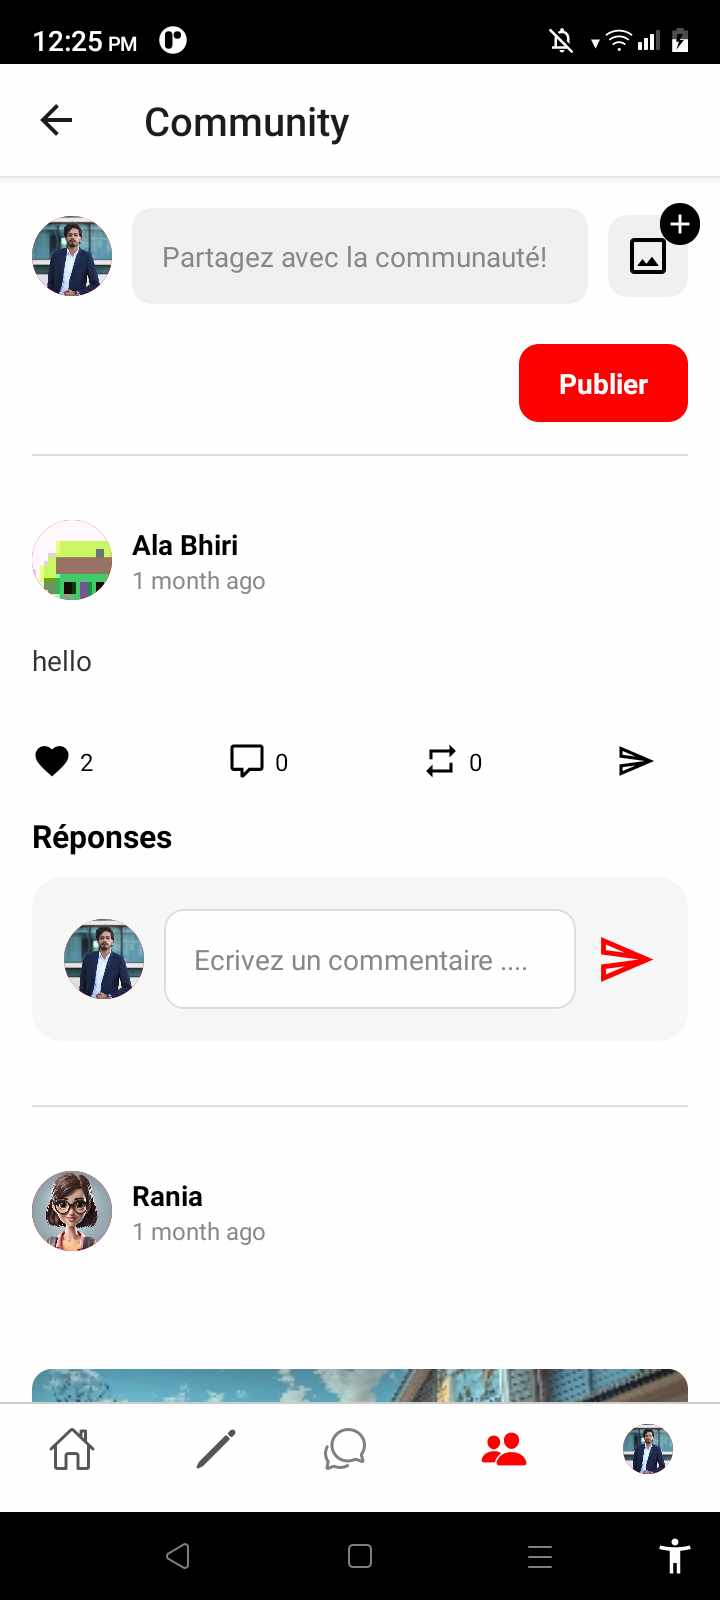 12:25 PM
Community
Partagez avec la communauté!
Publier
Ala Bhiri
1 month ago
hello
2
0
0
Réponses
Ecrivez un commentaire ....
Rania
1 month ago